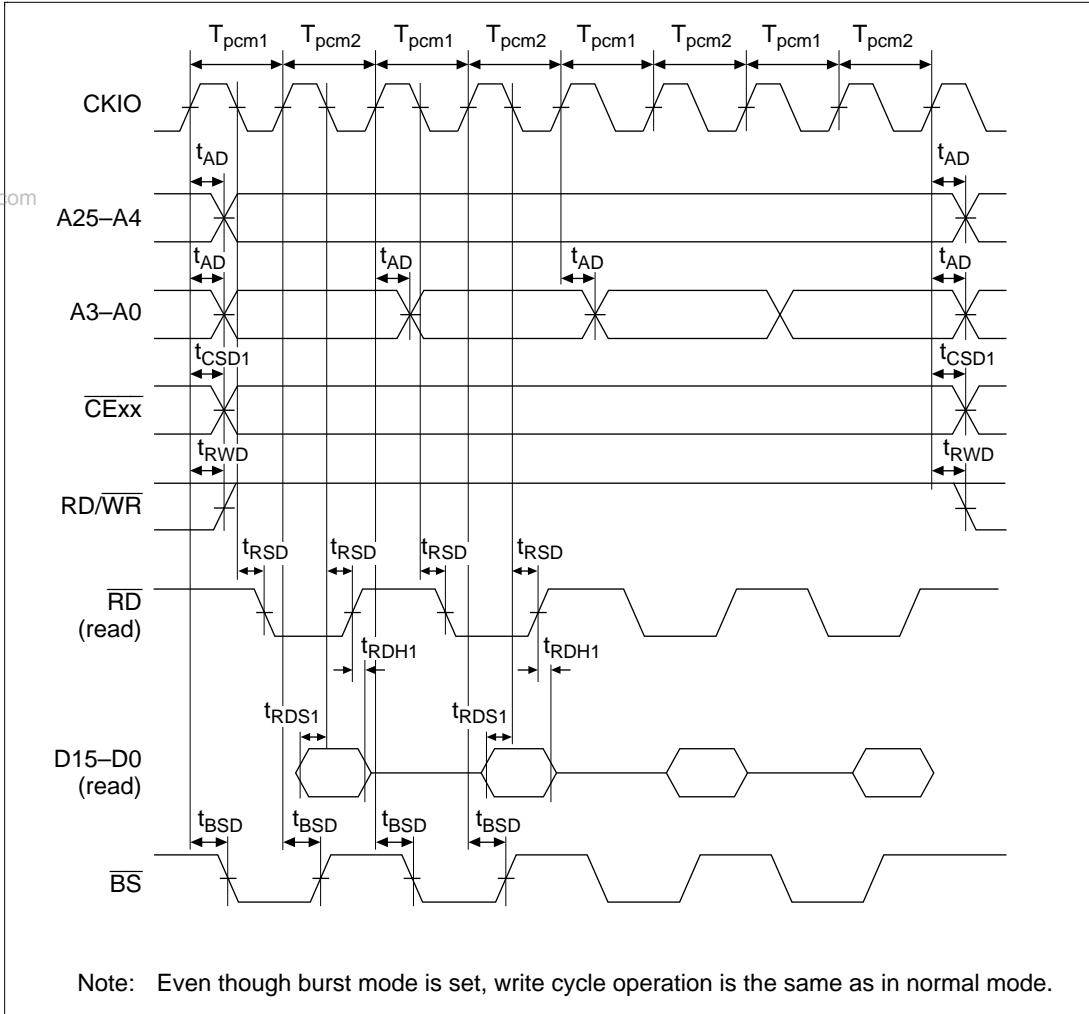 Tpcm1 Tpcm2 Tpcm1 Tpcm2 Tpcm1 Tpcm2 Tpcm1 Tpcm2
CKIO
tAD tAD
com
A25–A4
tAD tAD tAD tAD
A3–A0
tCSD1 tCSD1
CExx
tRWD tRWD
RD/WR
tRSD tRSD tRSD tRSD
RD
(read)
tRDH1 tRDH1
tRDS1 tRDS1
D15–D0
(read)
tBSD tBSD tBSD tBSD
BS
Note: Even though burst mode is set, write cycle operation is the same as in normal mode.